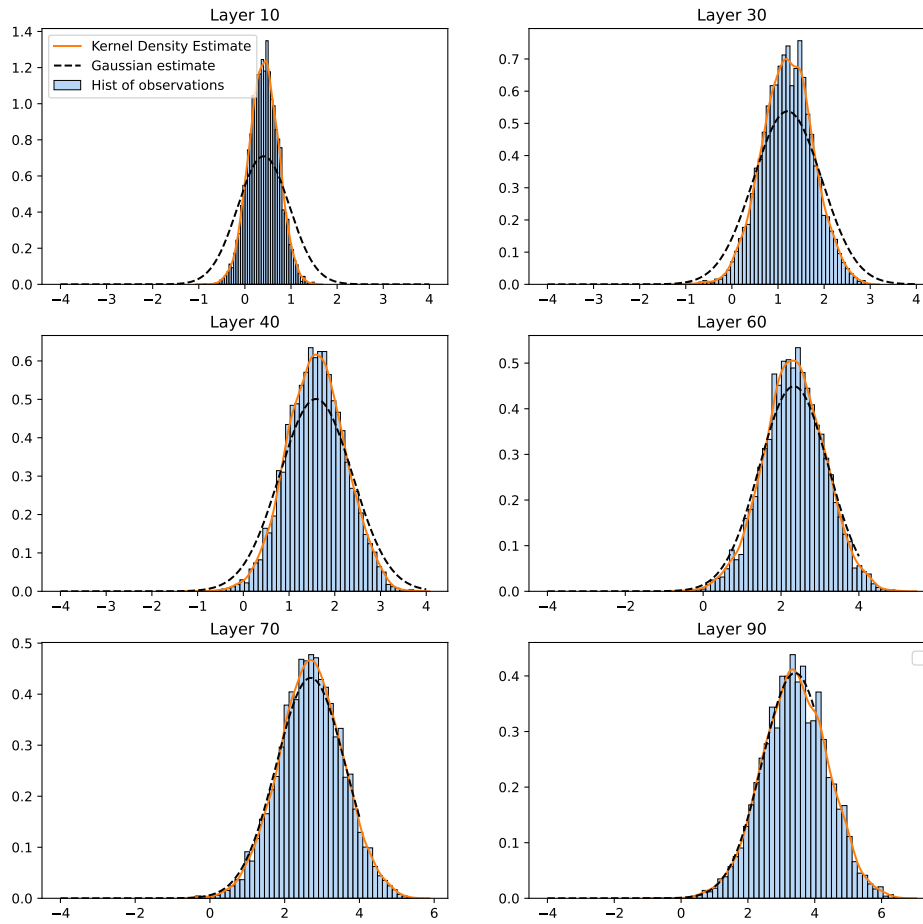 Layer 10
Layer 30
1.4
1.2
1.0
0.8
0.6
0.4
0.2
0.0
Kernel Density Estimate
Gaussian estimate
Hist of observations
−4 −3 −2 −1 0 1 2 3 4
0.7
0.6
0.5
0.4
0.3
0.2
0.1
0.0
−4 −3 −2 −1 0 1 2 3 4
Layer 40
Layer 60
0.6
0.5
0.4
0.3
0.2
0.1
0.0
−4 −3 −2 −1 0 1 2 3 4
0.5
0.4
0.3
0.2
0.1
0.0
−4 −2 0 2 4
Layer 70
Layer 90
0.5
0.4
0.3
0.2
0.1
0.0
−4 −2 0 2 4 6
0.4
0.3
0.2
0.1
0.0
−4 −2 0 2 4 6